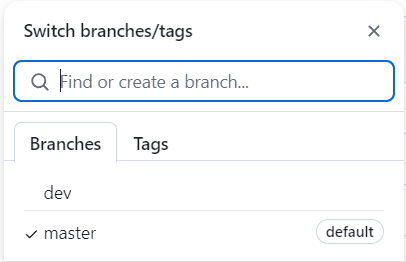 Switch branches/tags
Find or create a branch...
Branches Tags
dev
master default